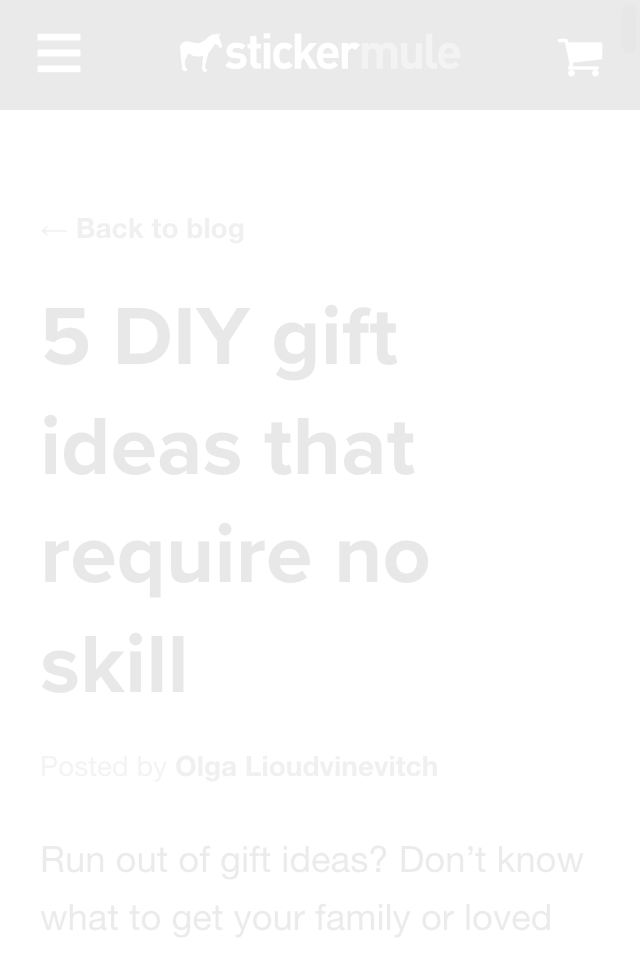 stickermule
← Back to blog
5 DIY gift
ideas that
require no
skill
Posted by Olga Lioudvinevitch
Run out of gift ideas? Don’t know
what to get your family or loved